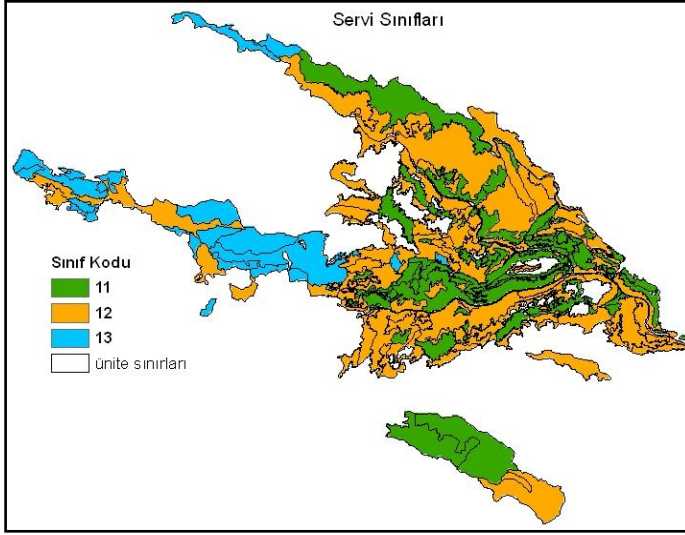 Servi Sınıfları
Sınıf Kodu
11
12
13
ünite sınırları